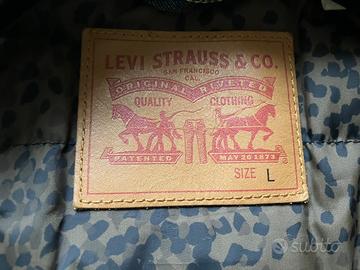 LEVI STRAUSS & CO.
SAN FRANCISCO
CAL.
ORIGINAL RIVETED
QUALITY CLOTHING
PATENTED MAY 20 1873
SIZE L
subito